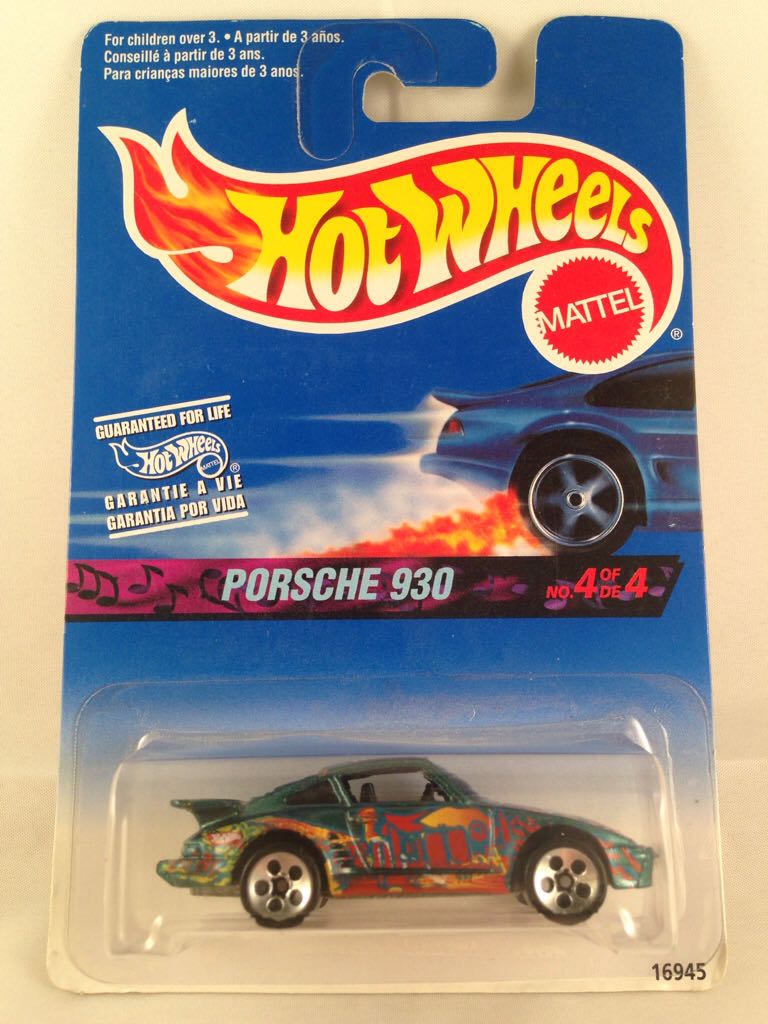 For children over 3. • A partir de 3 años.
Conseillé à partir de 3 ans.
Para crianças maiores de 3 anos.
Hot Wheels
MATTEL
®
GUARANTEED FOR LIFE
Hot Wheels
MATTEL ®
GARANTIE A VIE
GARANTIA POR VIDA
PORSCHE 930
NO. 4 OF DE 4
16945